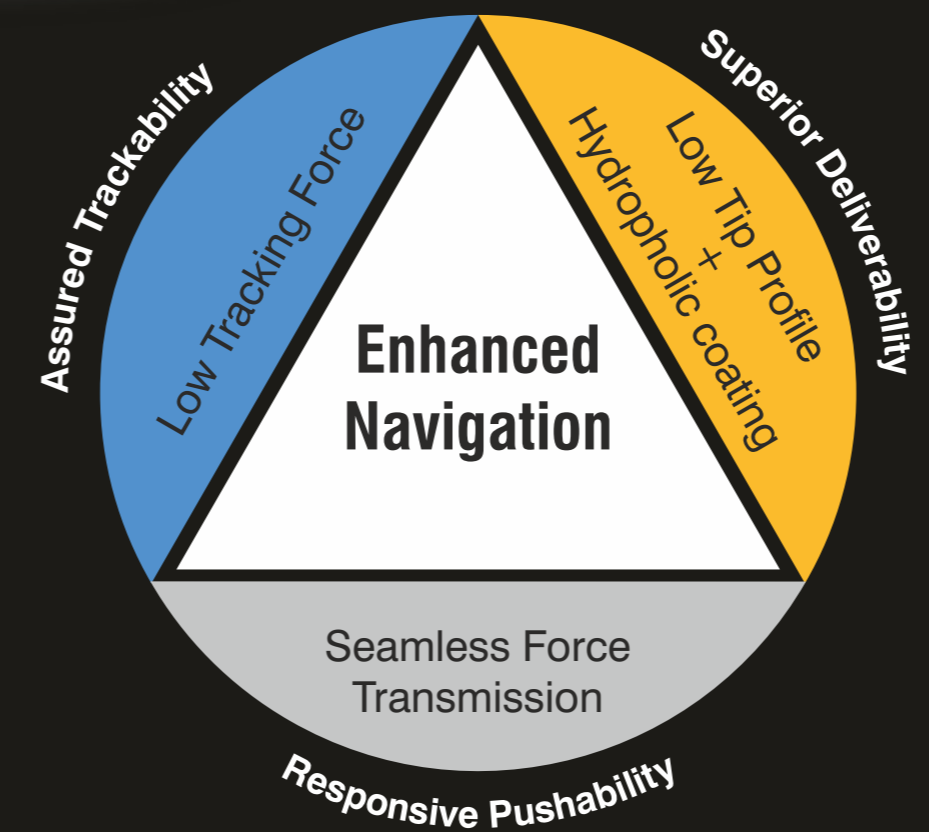 Assured Trackability
Low Tracking Force
Superior Deliverability
Low Tip Profile
+
Hydropholic coating
Enhanced
Navigation
Seamless Force
Transmission
Responsive Pushability